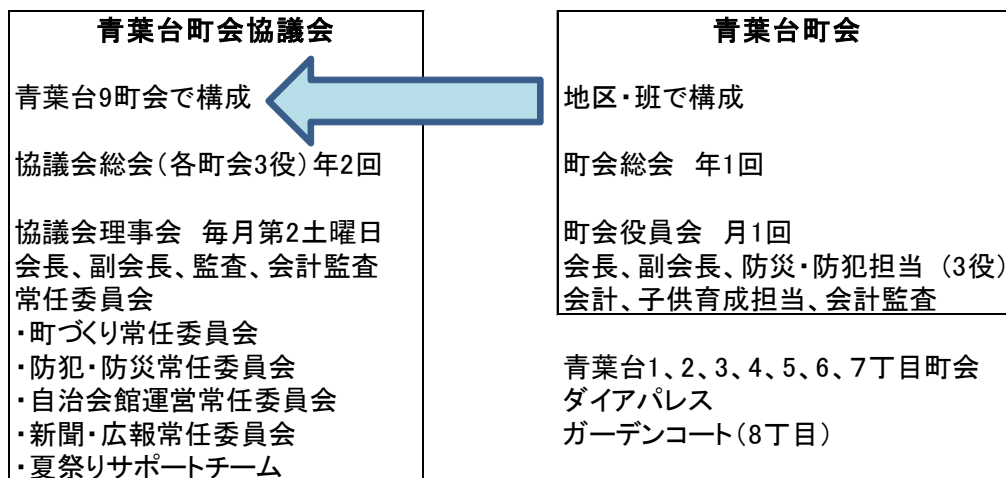 青葉台町会協議会
青葉台9町会で構成
協議会総会(各町会3役)年2回
協議会理事会 毎月第2土曜日
会長、副会長、監査、会計監査
常任委員会
・町づくり常任委員会
・防犯・防災常任委員会
・自治会館運営常任委員会
・新聞・広報常任委員会
・夏祭りサポートチーム
青葉台町会
地区・班で構成
町会総会 年1回
町会役員会 月1回
会長、副会長、防災・防犯担当 (3役)
会計、子供育成担当、会計監査
青葉台1、2、3、4、5、6、7丁目町会
ダイアパレス
ガーデンコート(8丁目)